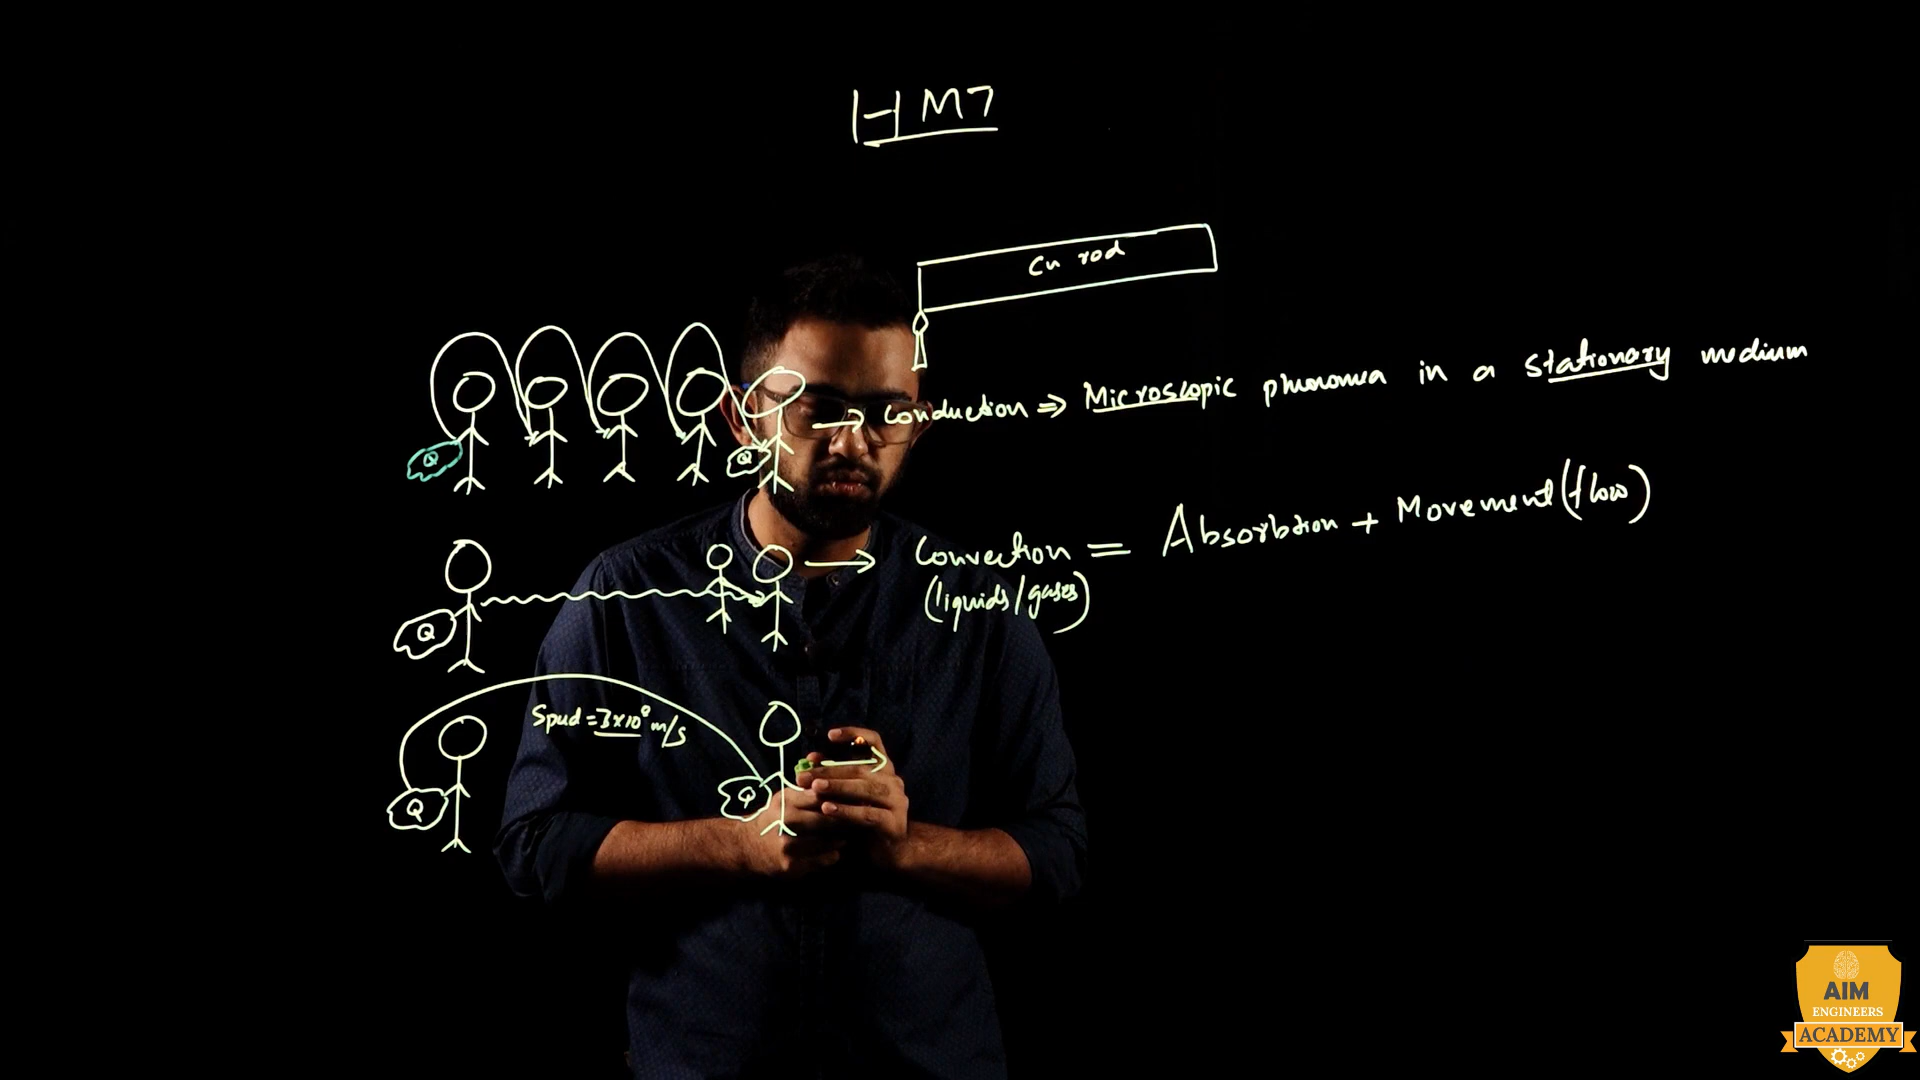 HMT
Cu rod
Q
Q
→ Conduction ⇒ Microscopic phenomena in a stationary medium
Q
→ Convection = Absorbtion + Movement (flow)
(liquids/gases)
Speed = 3×10⁸ m/s
Q
Q
→
AIM
ENGINEERS
ACADEMY